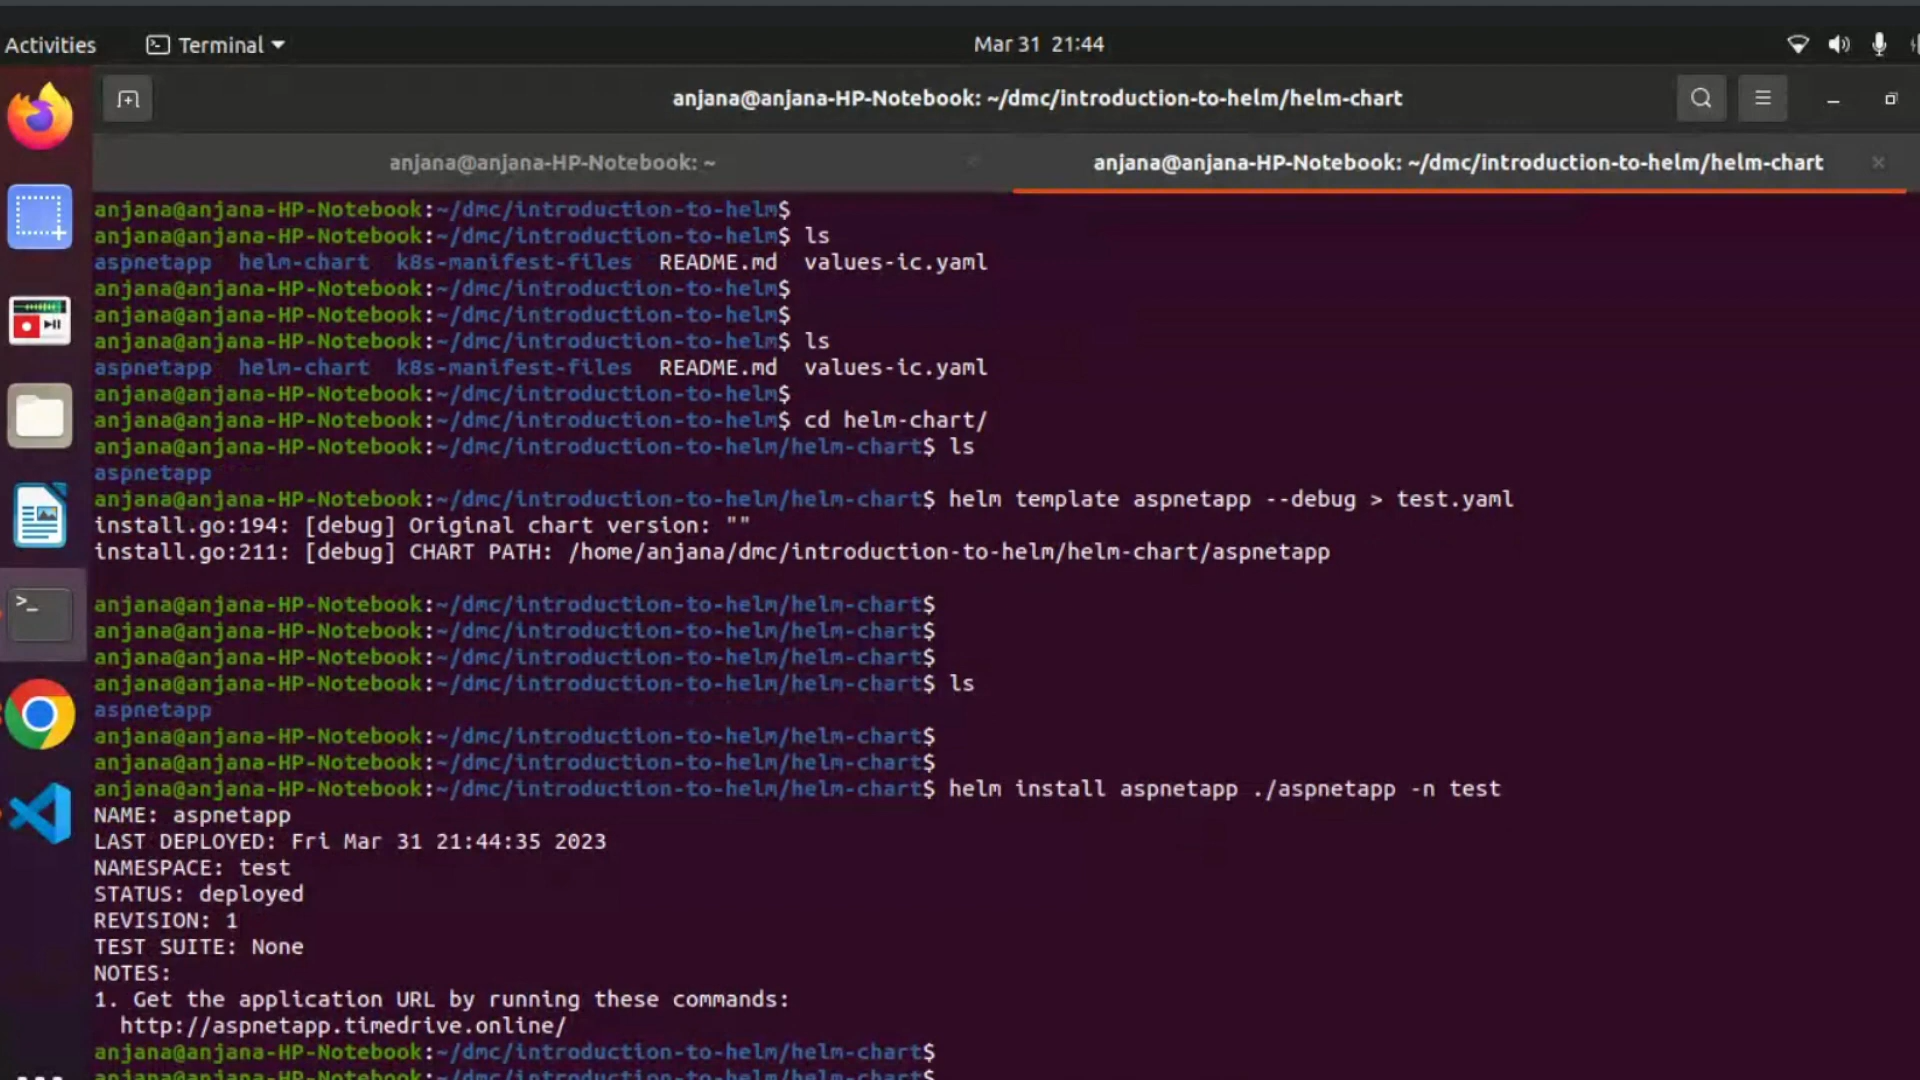 Activities
Terminal
Mar 31 21:44
anjana@anjana-HP-Notebook: ~/dmc/introduction-to-helm/helm-chart
anjana@anjana-HP-Notebook: ~
anjana@anjana-HP-Notebook: ~/dmc/introduction-to-helm/helm-chart
anjana@anjana-HP-Notebook:~/dmc/introduction-to-helm$
anjana@anjana-HP-Notebook:~/dmc/introduction-to-helm$ ls
aspnetapp helm-chart k8s-manifest-files README.md values-ic.yaml
anjana@anjana-HP-Notebook:~/dmc/introduction-to-helm$
anjana@anjana-HP-Notebook:~/dmc/introduction-to-helm$
anjana@anjana-HP-Notebook:~/dmc/introduction-to-helm$ ls
aspnetapp helm-chart k8s-manifest-files README.md values-ic.yaml
anjana@anjana-HP-Notebook:~/dmc/introduction-to-helm$
anjana@anjana-HP-Notebook:~/dmc/introduction-to-helm$ cd helm-chart/
anjana@anjana-HP-Notebook:~/dmc/introduction-to-helm/helm-chart$ ls
aspnetapp
anjana@anjana-HP-Notebook:~/dmc/introduction-to-helm/helm-chart$ helm template aspnetapp --debug > test.yaml
install.go:194: [debug] Original chart version: ""
install.go:211: [debug] CHART PATH: /home/anjana/dmc/introduction-to-helm/helm-chart/aspnetapp
anjana@anjana-HP-Notebook:~/dmc/introduction-to-helm/helm-chart$
anjana@anjana-HP-Notebook:~/dmc/introduction-to-helm/helm-chart$
anjana@anjana-HP-Notebook:~/dmc/introduction-to-helm/helm-chart$
anjana@anjana-HP-Notebook:~/dmc/introduction-to-helm/helm-chart$ ls
aspnetapp
anjana@anjana-HP-Notebook:~/dmc/introduction-to-helm/helm-chart$
anjana@anjana-HP-Notebook:~/dmc/introduction-to-helm/helm-chart$
anjana@anjana-HP-Notebook:~/dmc/introduction-to-helm/helm-chart$ helm install aspnetapp ./aspnetapp -n test
NAME: aspnetapp
LAST DEPLOYED: Fri Mar 31 21:44:35 2023
NAMESPACE: test
STATUS: deployed
REVISION: 1
TEST SUITE: None
NOTES:
1. Get the application URL by running these commands:
http://aspnetapp.timedrive.online/
anjana@anjana-HP-Notebook:~/dmc/introduction-to-helm/helm-chart$
anjana@anjana-HP-Notebook:~/dmc/introduction-to-helm/helm-chart$